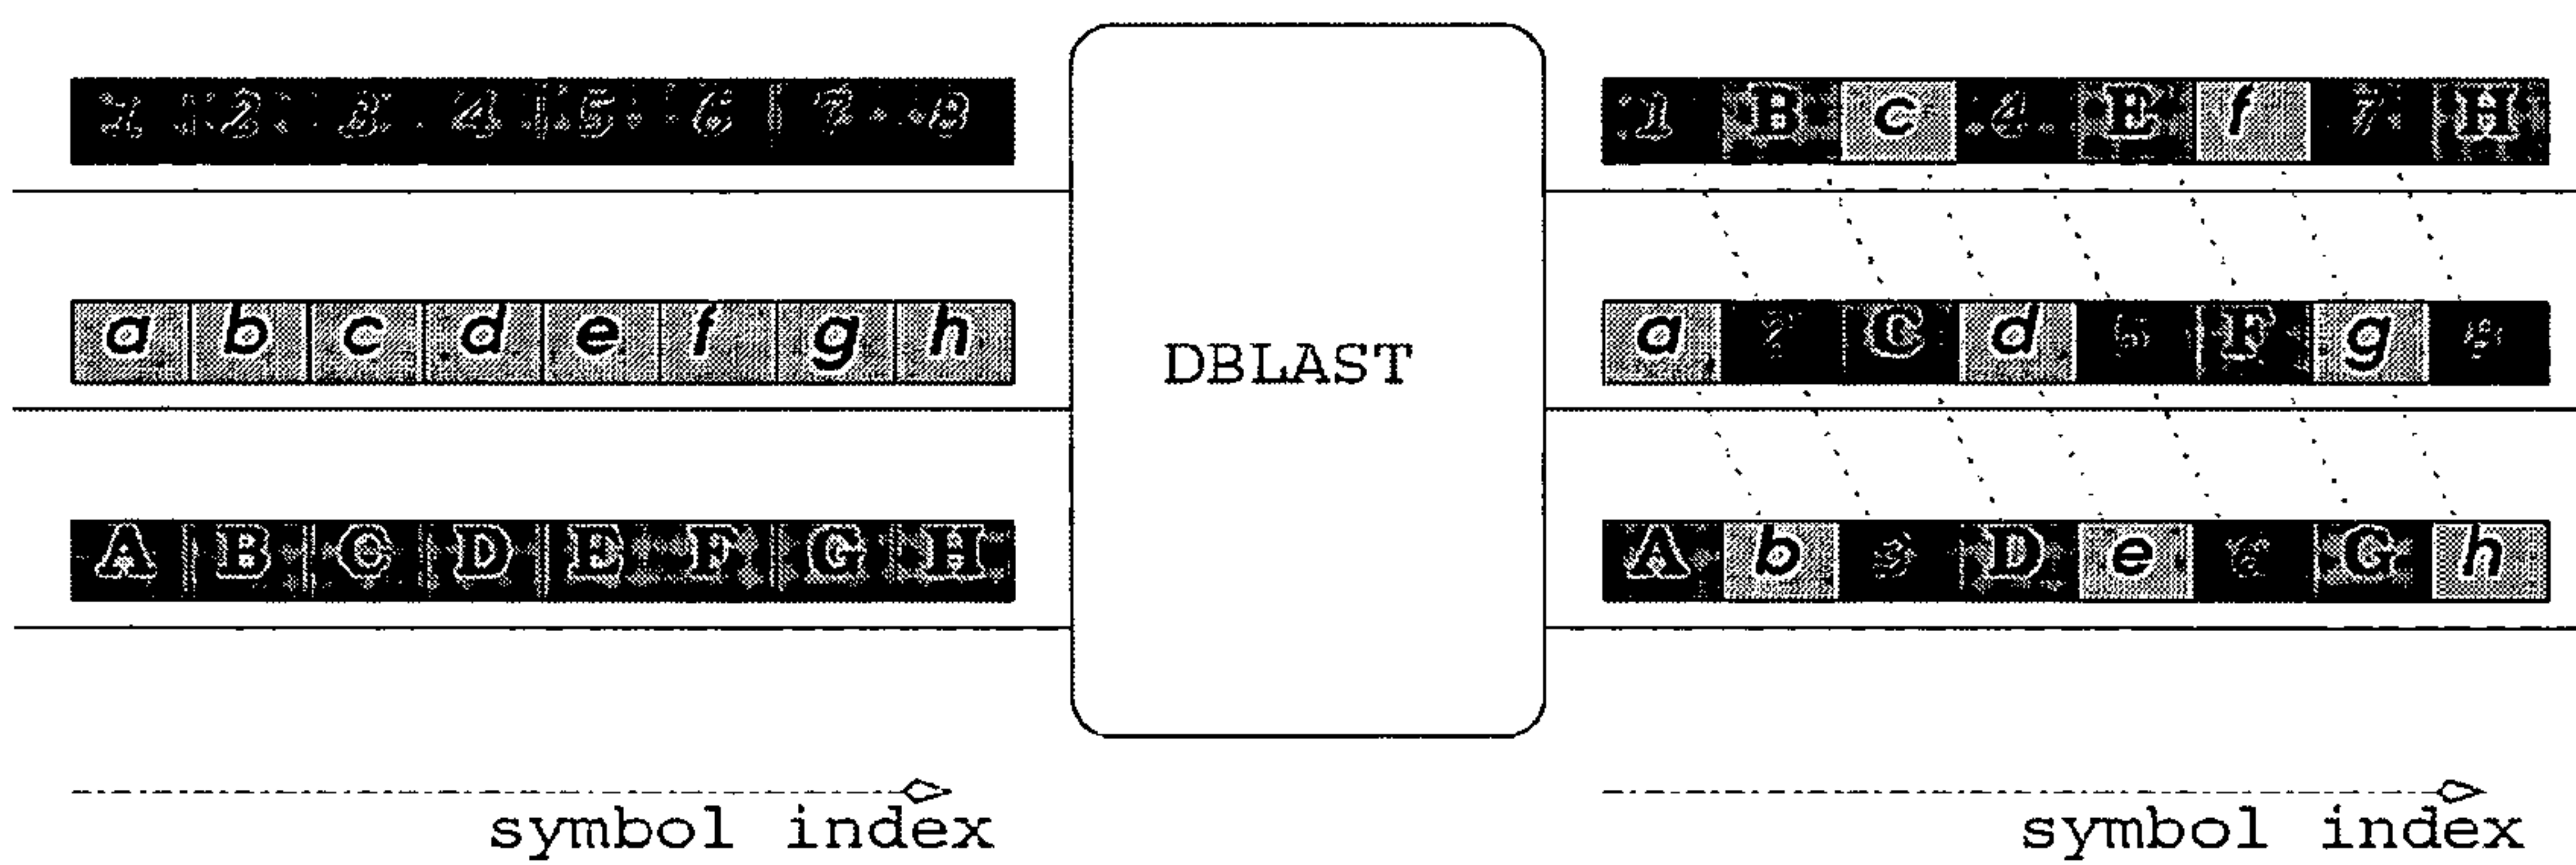 1 2 3 4 5 6 7 8
1 B c 4 E f 7 H
a b c d e f g h
a 2 C d 5 F g 8
DBLAST
A B C D E F G H
A b 3 D e 6 G h
symbol index
symbol index